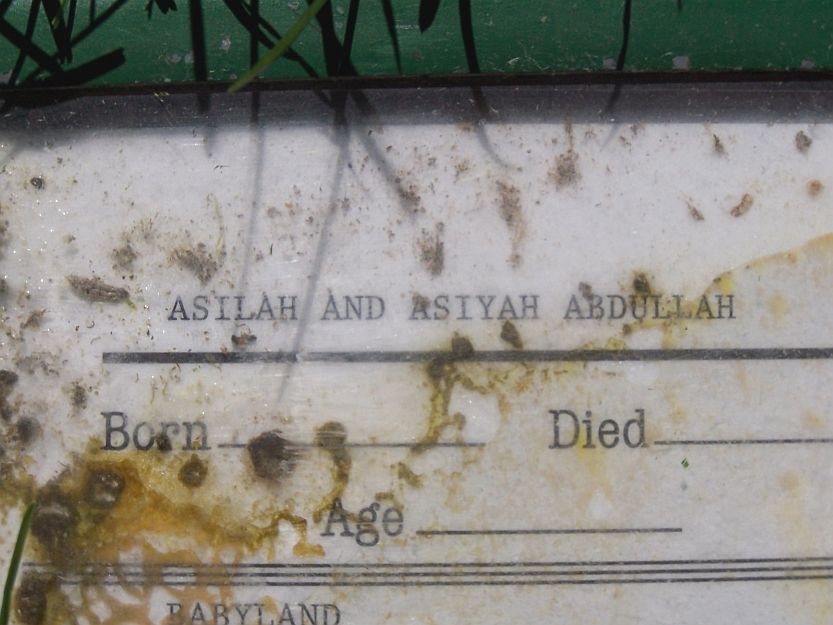 ASILAH AND ASIYAH ABDULLAH
Born Died
Age
BABYLAND